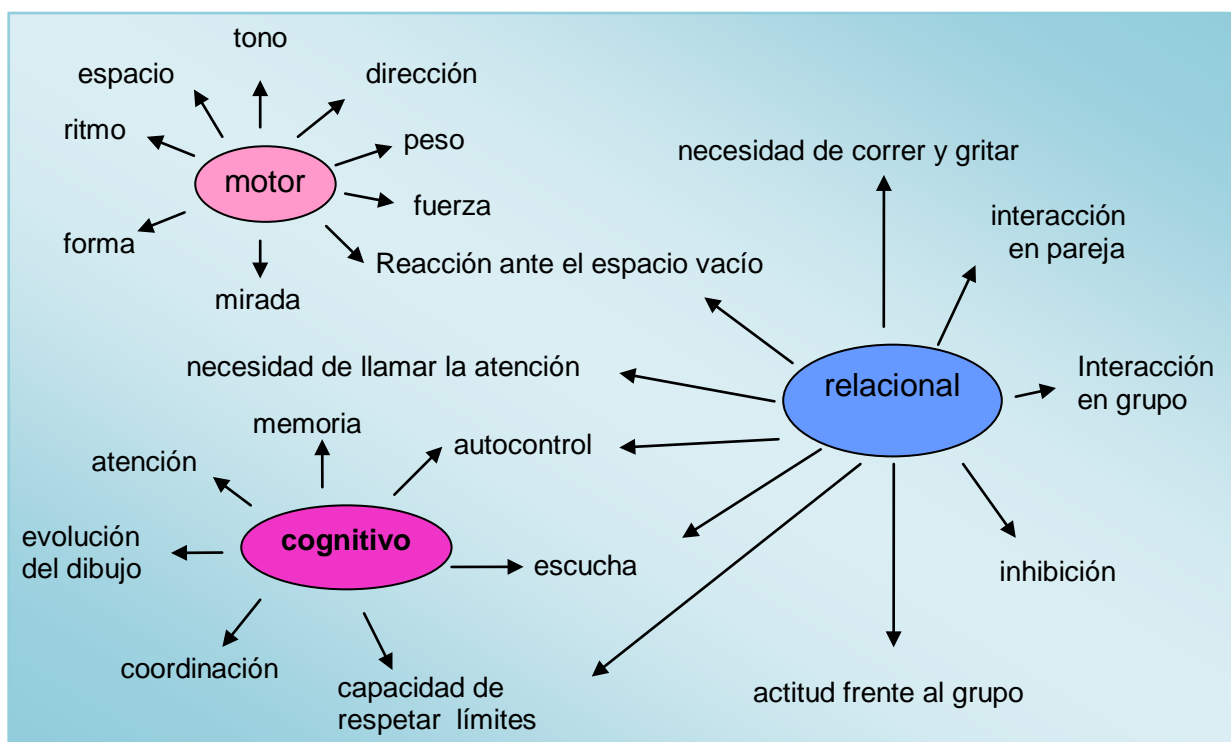 tono
espacio
dirección
ritmo
peso
motor
fuerza
forma
Reacción ante el espacio vacío
mirada
necesidad de correr y gritar
interacción
en pareja
necesidad de llamar la atención
relacional
Interacción
en grupo
memoria
autocontrol
atención
evolución
del dibujo
cognitivo
escucha
inhibición
coordinación
capacidad de
respetar límites
actitud frente al grupo